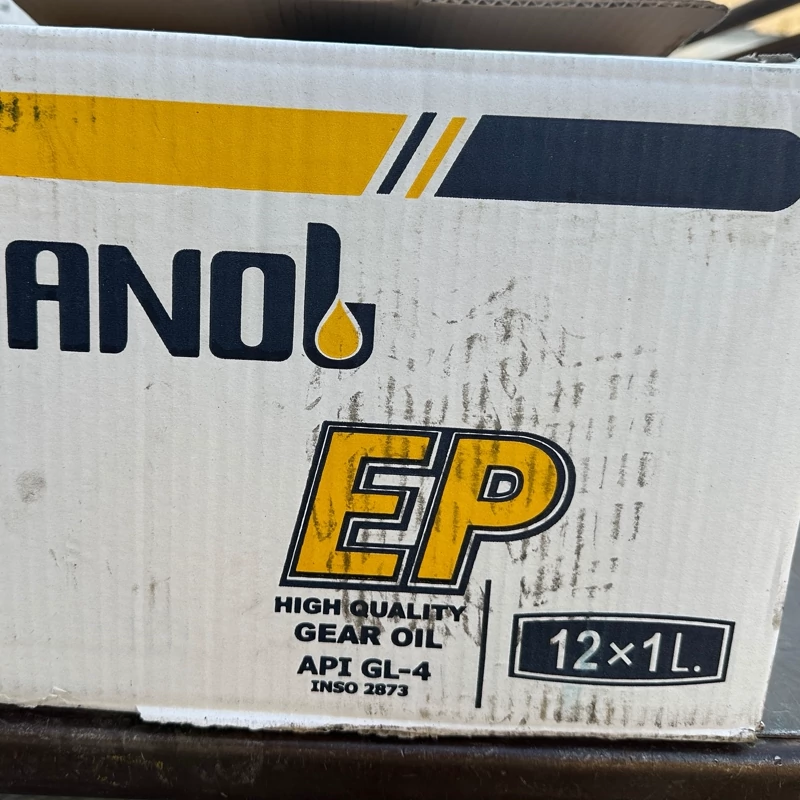 ANOL
EP
HIGH QUALITY
GEAR OIL
API GL-4
INSO 2873
12×1L.